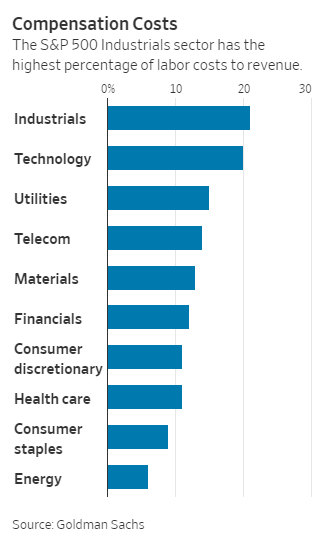 Compensation Costs
The S&P 500 Industrials sector has the
highest percentage of labor costs to revenue.
0% 10 20 30
Industrials
Technology
Utilities
Telecom
Materials
Financials
Consumer
discretionary
Health care
Consumer
staples
Energy
Source: Goldman Sachs